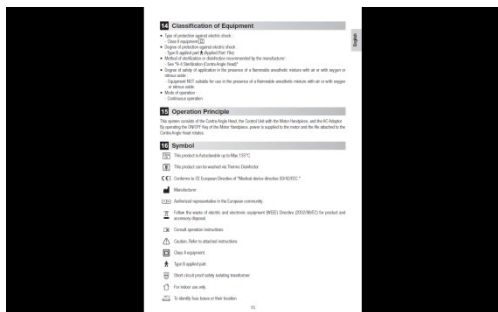 14 Classification of Equipment
English
• Type of protection against electric shock :
- Class II equipment
• Degree of protection against electric shock :
- Type B applied part (Applied Part: File)
• Method of sterilization or disinfection recommended by the manufacturer :
- See "9-4 Sterilization (Contra Angle Head)"
• Degree of safety of application in the presence of a flammable anesthetic mixture with air or with oxygen or
nitrous oxide :
- Equipment NOT suitable for use in the presence of a flammable anesthetic mixture with air or with oxygen
or nitrous oxide
• Mode of operation :
- Continuous operation
15 Operation Principle
This system consists of the Contra Angle Head, the Control Unit with the Motor Handpiece, and the AC Adapter.
By operating the ON/OFF Key of the Motor Handpiece, power is supplied to the motor and the file attached to the
Contra Angle Head rotates.
16 Symbol
This product is Autoclavable up to Max.135°C.
This product can be washed via Thermo Disinfector.
Conforms to CE European Directive of "Medical device directive 93/42/EEC."
Manufacturer.
Authorised representative in the European community.
Follow the waste of electric and electronic equipment (WEEE) Directive (2002/96/EC) for product and
accessory disposal.
Consult operation instructions.
Caution. Refer to attached instructions.
Class II equipment.
Type B applied part.
Short circuit proof safety isolating transformer
For indoor use only.
To identify fuse boxes or their location.